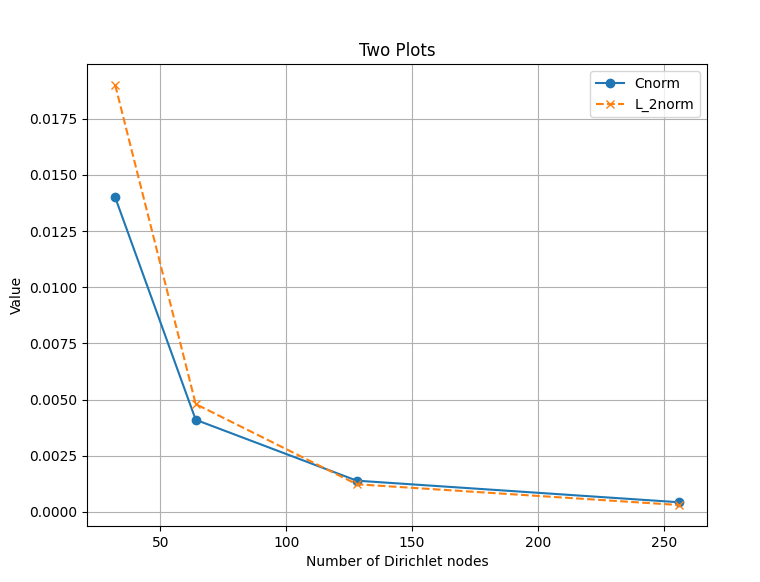 Two Plots
Cnorm
L_2norm
Value
0.0175
0.0150
0.0125
0.0100
0.0075
0.0050
0.0025
0.0000
50 100 150 200 250
Number of Dirichlet nodes